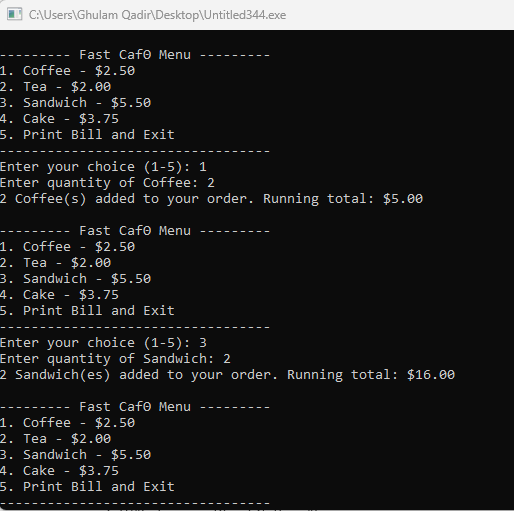 C:\Users\Ghulam Qadir\Desktop\Untitled344.exe
--------- Fast CafΘ Menu ---------
1. Coffee - $2.50
2. Tea - $2.00
3. Sandwich - $5.50
4. Cake - $3.75
5. Print Bill and Exit
----------------------------------
Enter your choice (1-5): 1
Enter quantity of Coffee: 2
2 Coffee(s) added to your order. Running total: $5.00
--------- Fast CafΘ Menu ---------
1. Coffee - $2.50
2. Tea - $2.00
3. Sandwich - $5.50
4. Cake - $3.75
5. Print Bill and Exit
----------------------------------
Enter your choice (1-5): 3
Enter quantity of Sandwich: 2
2 Sandwich(es) added to your order. Running total: $16.00
--------- Fast CafΘ Menu ---------
1. Coffee - $2.50
2. Tea - $2.00
3. Sandwich - $5.50
4. Cake - $3.75
5. Print Bill and Exit
----------------------------------